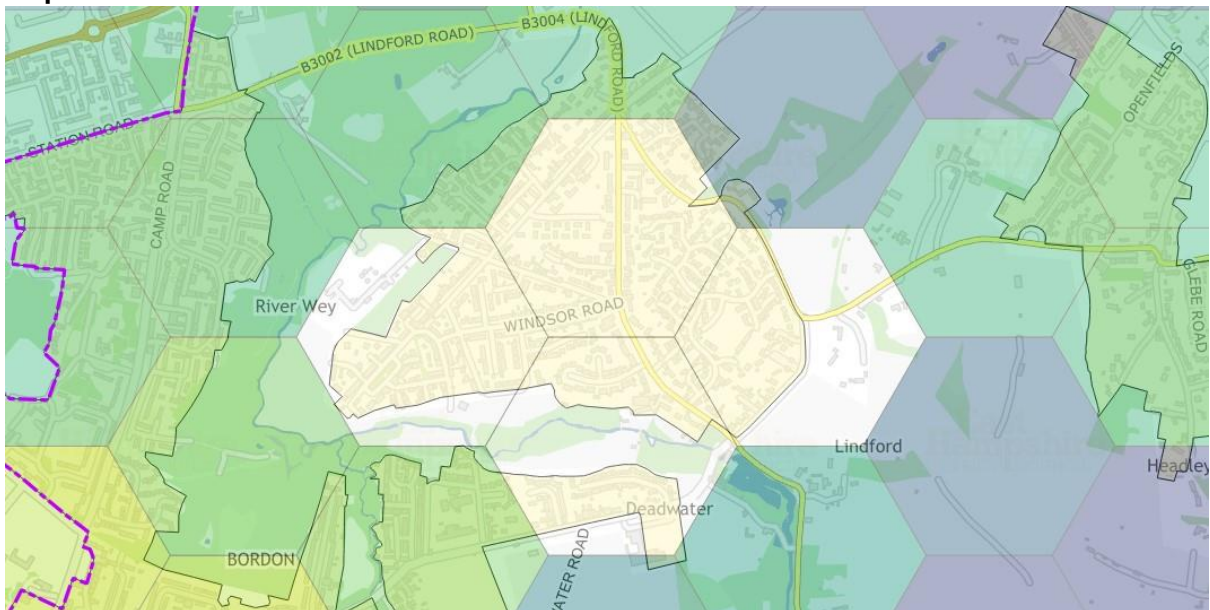 B3002 (LINDFORD ROAD)
B3004 (LINDFORD ROAD)
OPENFIELDS
STATION ROAD
CAMP ROAD
River Wey
WINDSOR ROAD
GLEBE ROAD
Lindford
Headley
Deadwater
BORDON
ATER ROAD